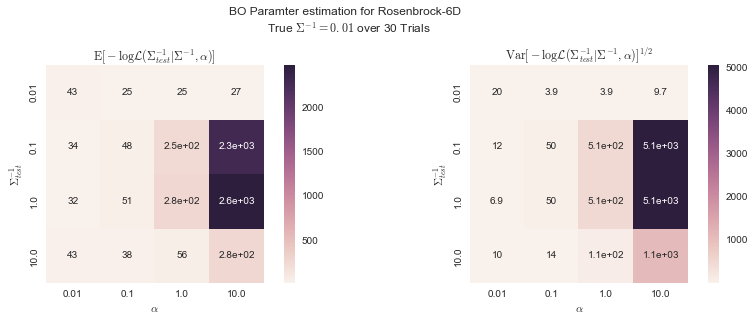 BO Paramter estimation for Rosenbrock-6D
True Σ⁻¹ = 0.01 over 30 Trials
E[−log𝓛(Σ⁻¹_test|Σ⁻¹, α)]
0.01 43 25 25 27
0.1 34 48 2.5e+02 2.3e+03
1.0 32 51 2.8e+02 2.6e+03
10.0 43 38 56 2.8e+02
Σ⁻¹_test
0.01 0.1 1.0 10.0
α
2000
1500
1000
500
Var[−log𝓛(Σ⁻¹_test|Σ⁻¹, α)]^1/2
0.01 20 3.9 3.9 9.7
0.1 12 50 5.1e+02 5.1e+03
1.0 6.9 50 5.1e+02 5.1e+03
10.0 10 14 1.1e+02 1.1e+03
Σ⁻¹_test
0.01 0.1 1.0 10.0
α
5000
4000
3000
2000
1000